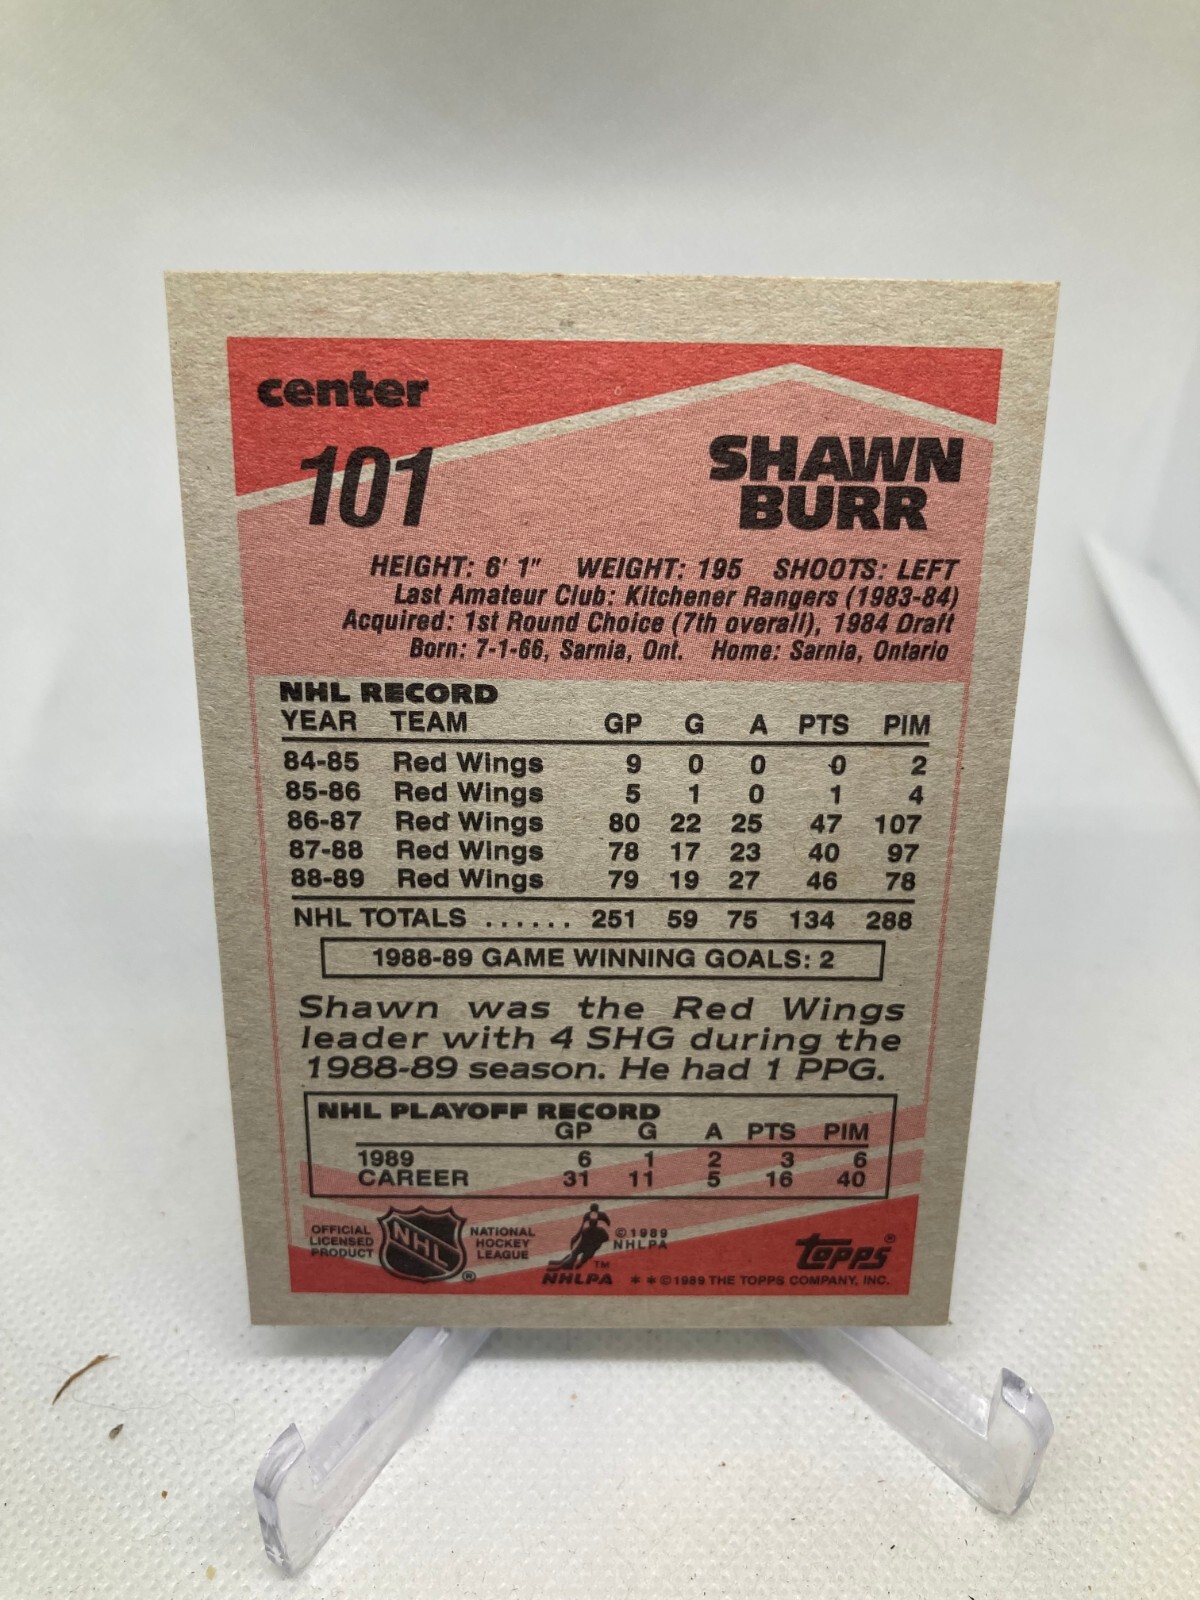 center
101
SHAWN
BURR
HEIGHT: 6' 1" WEIGHT: 195 SHOOTS: LEFT
Last Amateur Club: Kitchener Rangers (1983-84)
Acquired: 1st Round Choice (7th overall), 1984 Draft
Born: 7-1-66, Sarnia, Ont. Home: Sarnia, Ontario
NHL RECORD
YEAR TEAM GP G A PTS PIM
84-85 Red Wings 9 0 0 0 2
85-86 Red Wings 5 1 0 1 4
86-87 Red Wings 80 22 25 47 107
87-88 Red Wings 78 17 23 40 97
88-89 Red Wings 79 19 27 46 78
NHL TOTALS ...... 251 59 75 134 288
1988-89 GAME WINNING GOALS: 2
Shawn was the Red Wings
leader with 4 SHG during the
1988-89 season. He had 1 PPG.
NHL PLAYOFF RECORD
GP G A PTS PIM
1989 6 1 2 3 6
CAREER 31 11 5 16 40
OFFICIAL
LICENSED
PRODUCT
NHL
®
NATIONAL
HOCKEY
LEAGUE
TM
NHLPA
©1989
NHLPA
topps®
**©1989 THE TOPPS COMPANY, INC.